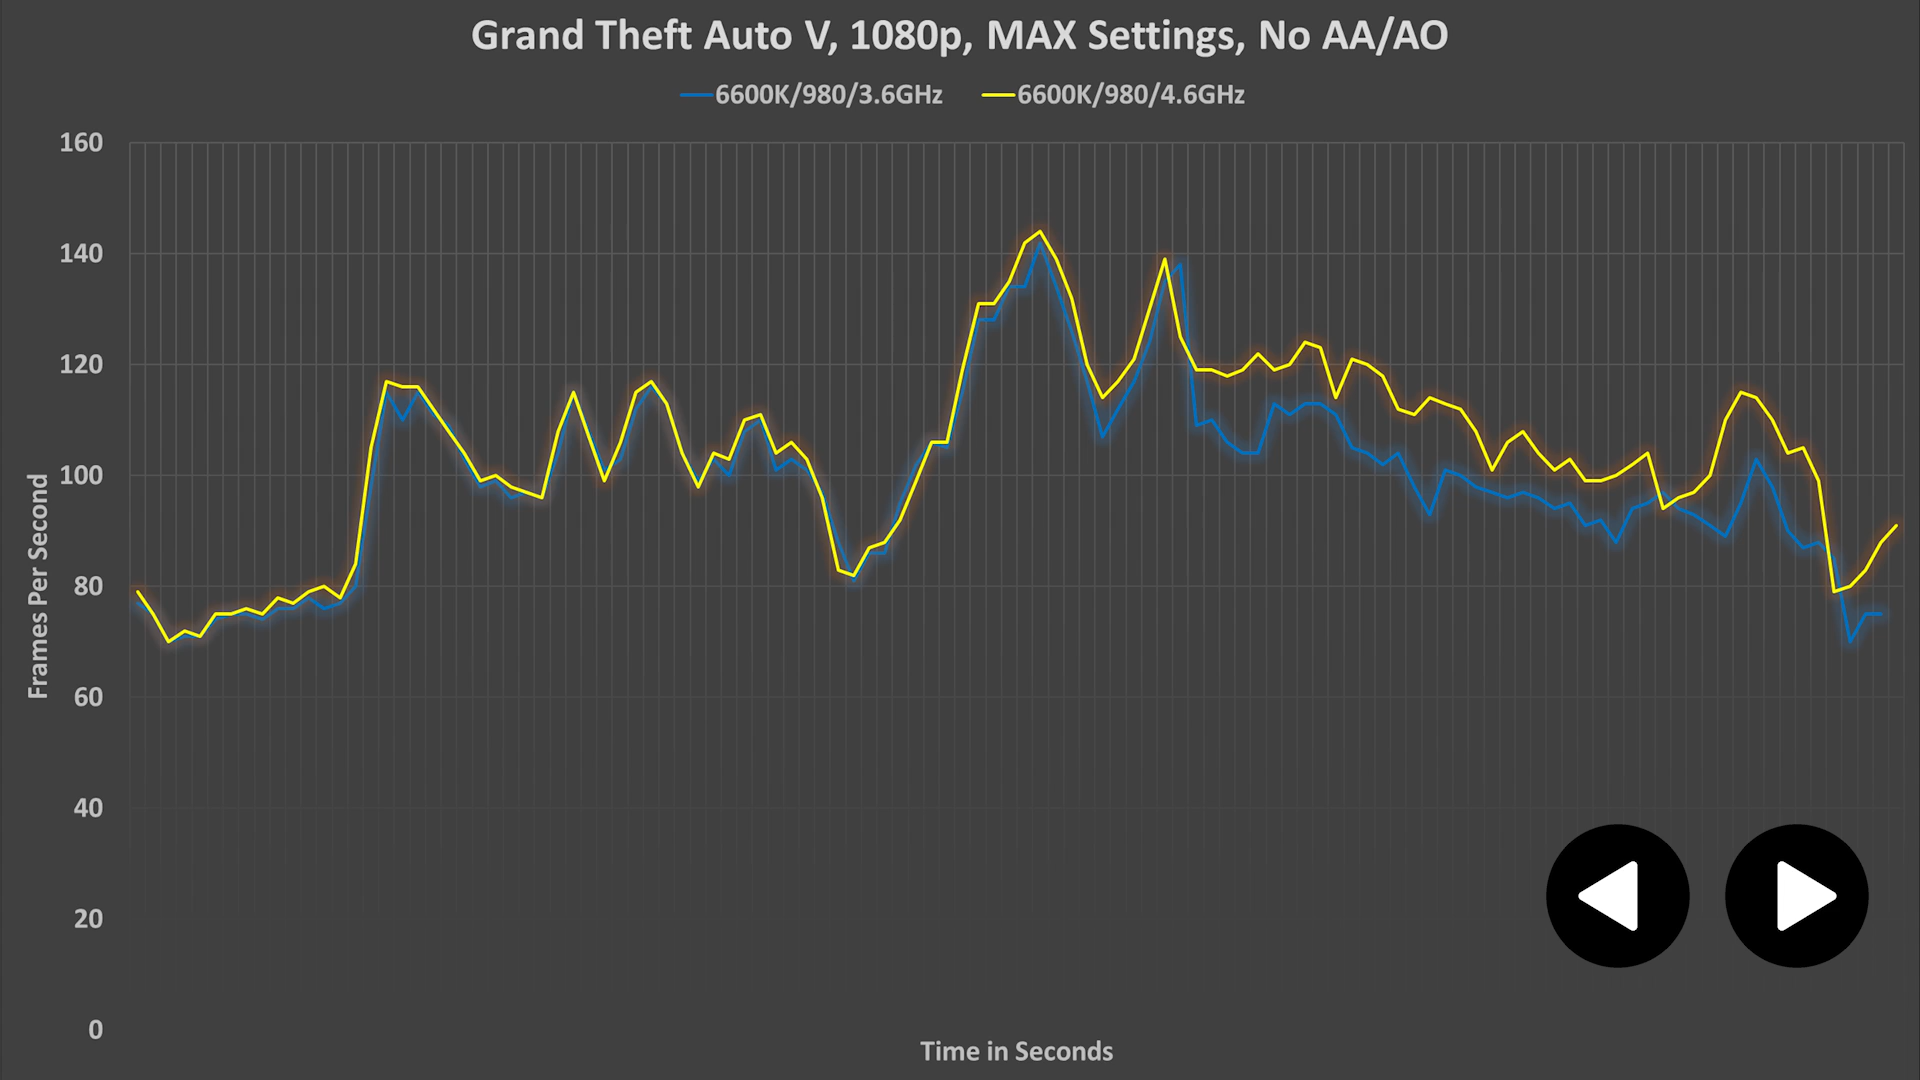 Grand Theft Auto V, 1080p, MAX Settings, No AA/AO
6600K/980/3.6GHz 6600K/980/4.6GHz
160
140
120
100
80
60
40
20
0
Frames Per Second
Time in Seconds